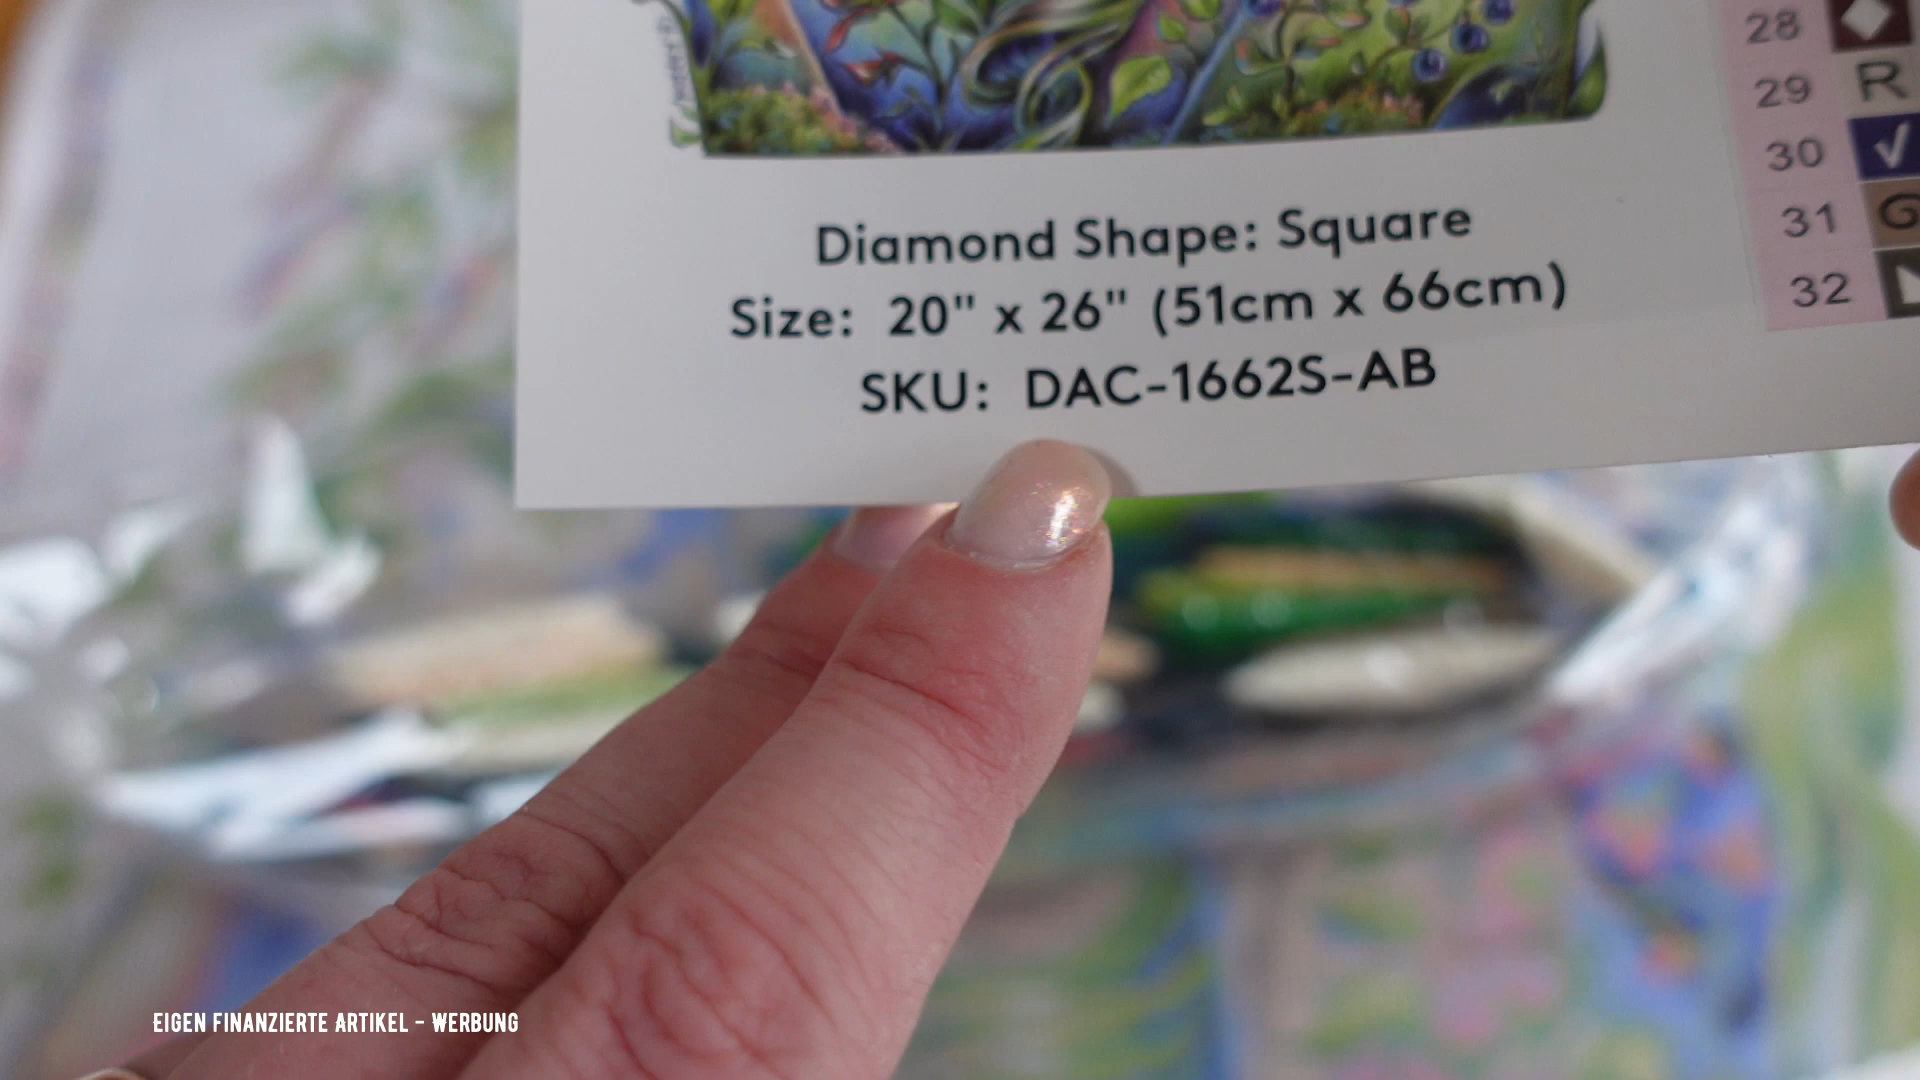 28
29 R
30 √
31 G
32
Diamond Shape: Square
Size: 20" x 26" (51cm x 66cm)
SKU: DAC-1662S-AB
EIGEN FINANZIERTE ARTIKEL - WERBUNG